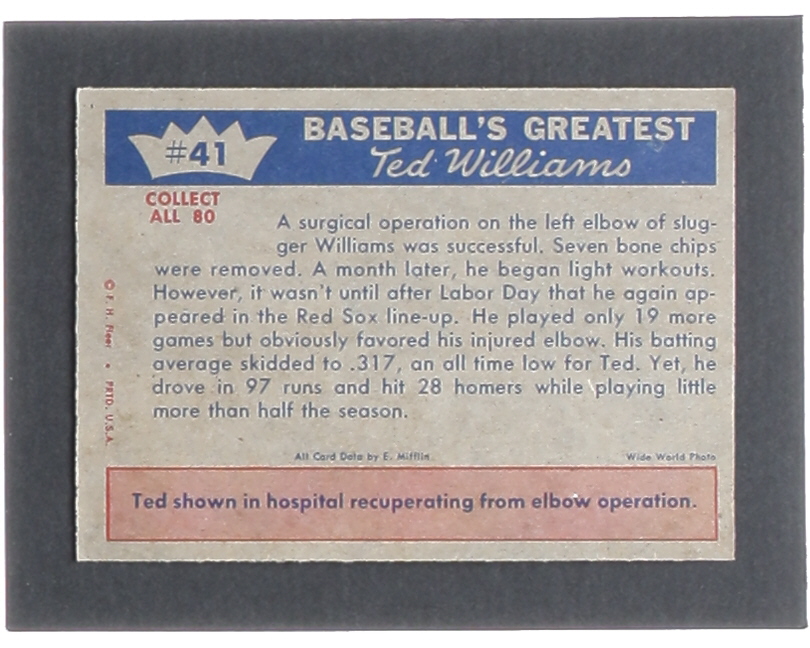 #41
BASEBALL'S GREATEST
Ted Williams
COLLECT
ALL 80
A surgical operation on the left elbow of slug-
ger Williams was successful. Seven bone chips
were removed. A month later, he began light workouts.
However, it wasn't until after Labor Day that he again ap-
peared in the Red Sox line-up. He played only 19 more
games but obviously favored his injured elbow. His batting
average skidded to .317, an all time low for Ted. Yet, he
drove in 97 runs and hit 28 homers while playing little
more than half the season.
© F. H. Fleer • PRTD. U.S.A.
All Card Data by E. Mifflin
Wide World Photo
Ted shown in hospital recuperating from elbow operation.